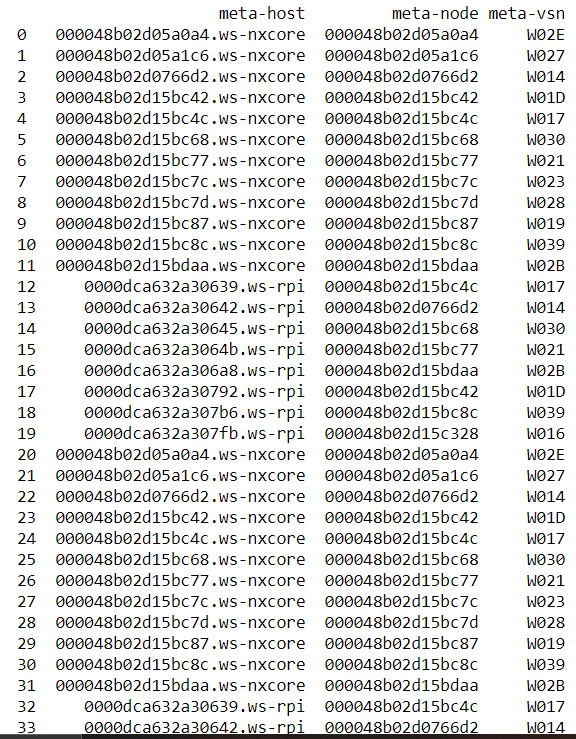 meta-host meta-node meta-vsn
0 000048b02d05a0a4.ws-nxcore 000048b02d05a0a4 W02E
1 000048b02d05a1c6.ws-nxcore 000048b02d05a1c6 W027
2 000048b02d0766d2.ws-nxcore 000048b02d0766d2 W014
3 000048b02d15bc42.ws-nxcore 000048b02d15bc42 W01D
4 000048b02d15bc4c.ws-nxcore 000048b02d15bc4c W017
5 000048b02d15bc68.ws-nxcore 000048b02d15bc68 W030
6 000048b02d15bc77.ws-nxcore 000048b02d15bc77 W021
7 000048b02d15bc7c.ws-nxcore 000048b02d15bc7c W023
8 000048b02d15bc7d.ws-nxcore 000048b02d15bc7d W028
9 000048b02d15bc87.ws-nxcore 000048b02d15bc87 W019
10 000048b02d15bc8c.ws-nxcore 000048b02d15bc8c W039
11 000048b02d15bdaa.ws-nxcore 000048b02d15bdaa W02B
12 0000dca632a30639.ws-rpi 000048b02d15bc4c W017
13 0000dca632a30642.ws-rpi 000048b02d0766d2 W014
14 0000dca632a30645.ws-rpi 000048b02d15bc68 W030
15 0000dca632a3064b.ws-rpi 000048b02d15bc77 W021
16 0000dca632a306a8.ws-rpi 000048b02d15bdaa W02B
17 0000dca632a30792.ws-rpi 000048b02d15bc42 W01D
18 0000dca632a307b6.ws-rpi 000048b02d15bc8c W039
19 0000dca632a307fb.ws-rpi 000048b02d15c328 W016
20 000048b02d05a0a4.ws-nxcore 000048b02d05a0a4 W02E
21 000048b02d05a1c6.ws-nxcore 000048b02d05a1c6 W027
22 000048b02d0766d2.ws-nxcore 000048b02d0766d2 W014
23 000048b02d15bc42.ws-nxcore 000048b02d15bc42 W01D
24 000048b02d15bc4c.ws-nxcore 000048b02d15bc4c W017
25 000048b02d15bc68.ws-nxcore 000048b02d15bc68 W030
26 000048b02d15bc77.ws-nxcore 000048b02d15bc77 W021
27 000048b02d15bc7c.ws-nxcore 000048b02d15bc7c W023
28 000048b02d15bc7d.ws-nxcore 000048b02d15bc7d W028
29 000048b02d15bc87.ws-nxcore 000048b02d15bc87 W019
30 000048b02d15bc8c.ws-nxcore 000048b02d15bc8c W039
31 000048b02d15bdaa.ws-nxcore 000048b02d15bdaa W02B
32 0000dca632a30639.ws-rpi 000048b02d15bc4c W017
33 0000dca632a30642.ws-rpi 000048b02d0766d2 W014